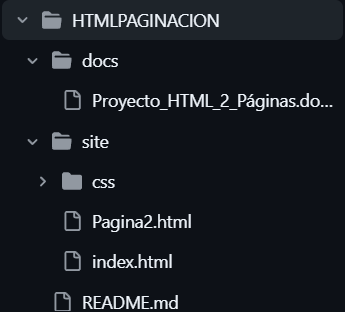 HTMLPAGINACION
docs
Proyecto_HTML_2_Páginas.do...
site
css
Pagina2.html
index.html
README.md